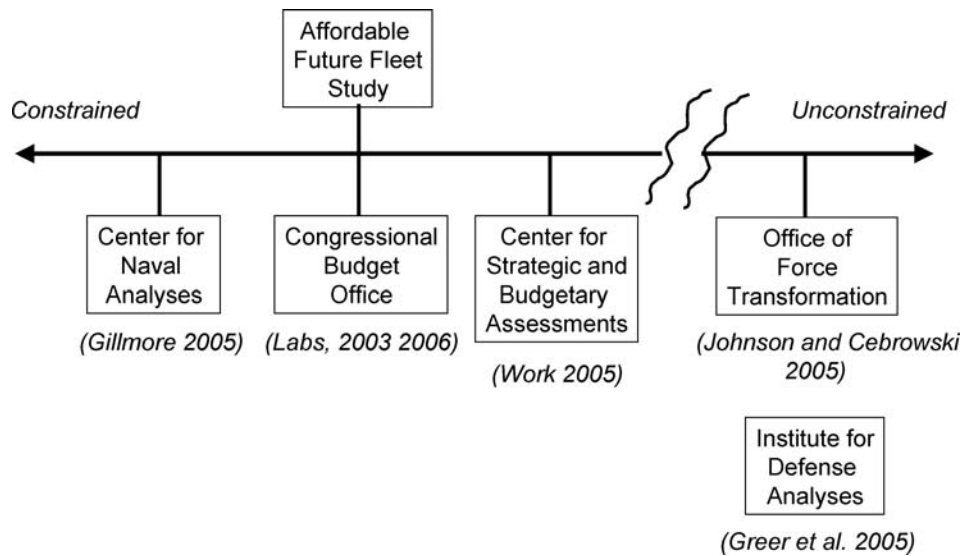 Affordable
Future Fleet
Study
Constrained
Unconstrained
Center for
Naval
Analyses
(Gillmore 2005)
Congressional
Budget
Office
(Labs, 2003 2006)
Center for
Strategic and
Budgetary
Assessments
(Work 2005)
Office of
Force
Transformation
(Johnson and Cebrowski
2005)
Institute for
Defense
Analyses
(Greer et al. 2005)